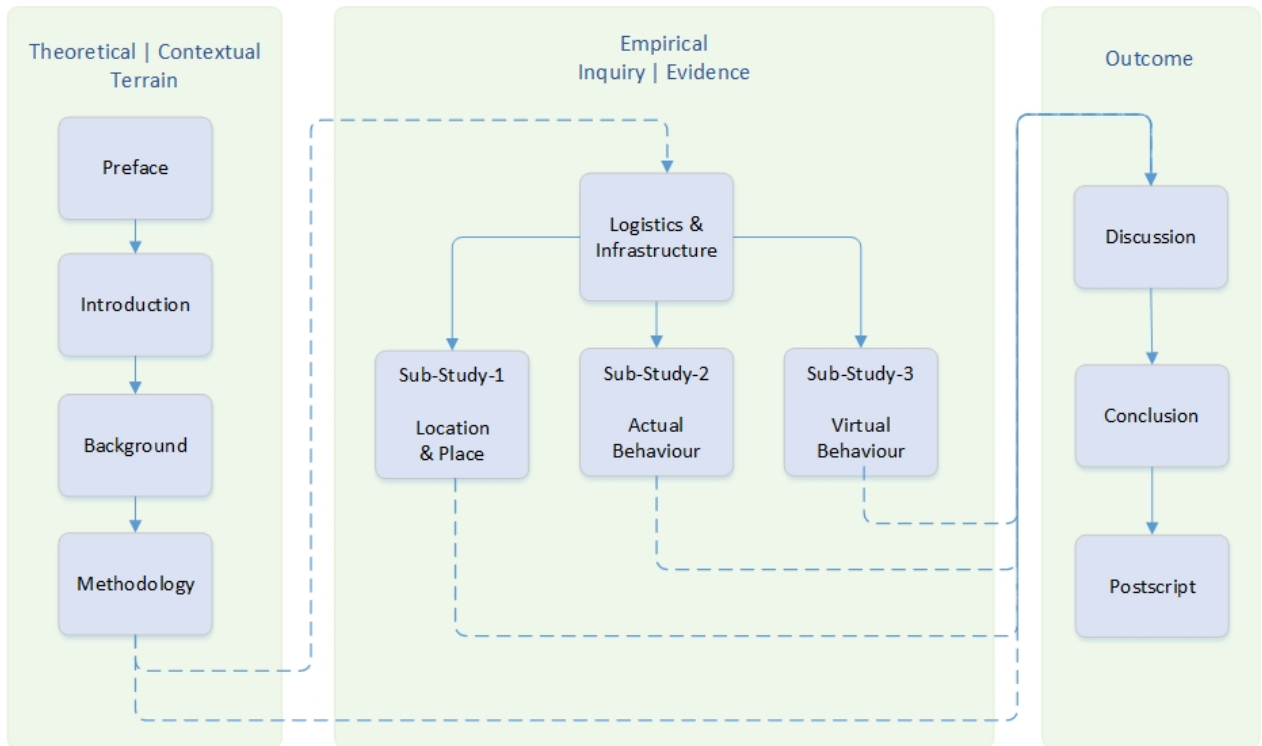 Theoretical | Contextual
Terrain
Preface
Introduction
Background
Methodology
Empirical
Inquiry | Evidence
Logistics &
Infrastructure
Sub-Study-1
Location
& Place
Sub-Study-2
Actual
Behaviour
Sub-Study-3
Virtual
Behaviour
Outcome
Discussion
Conclusion
Postscript